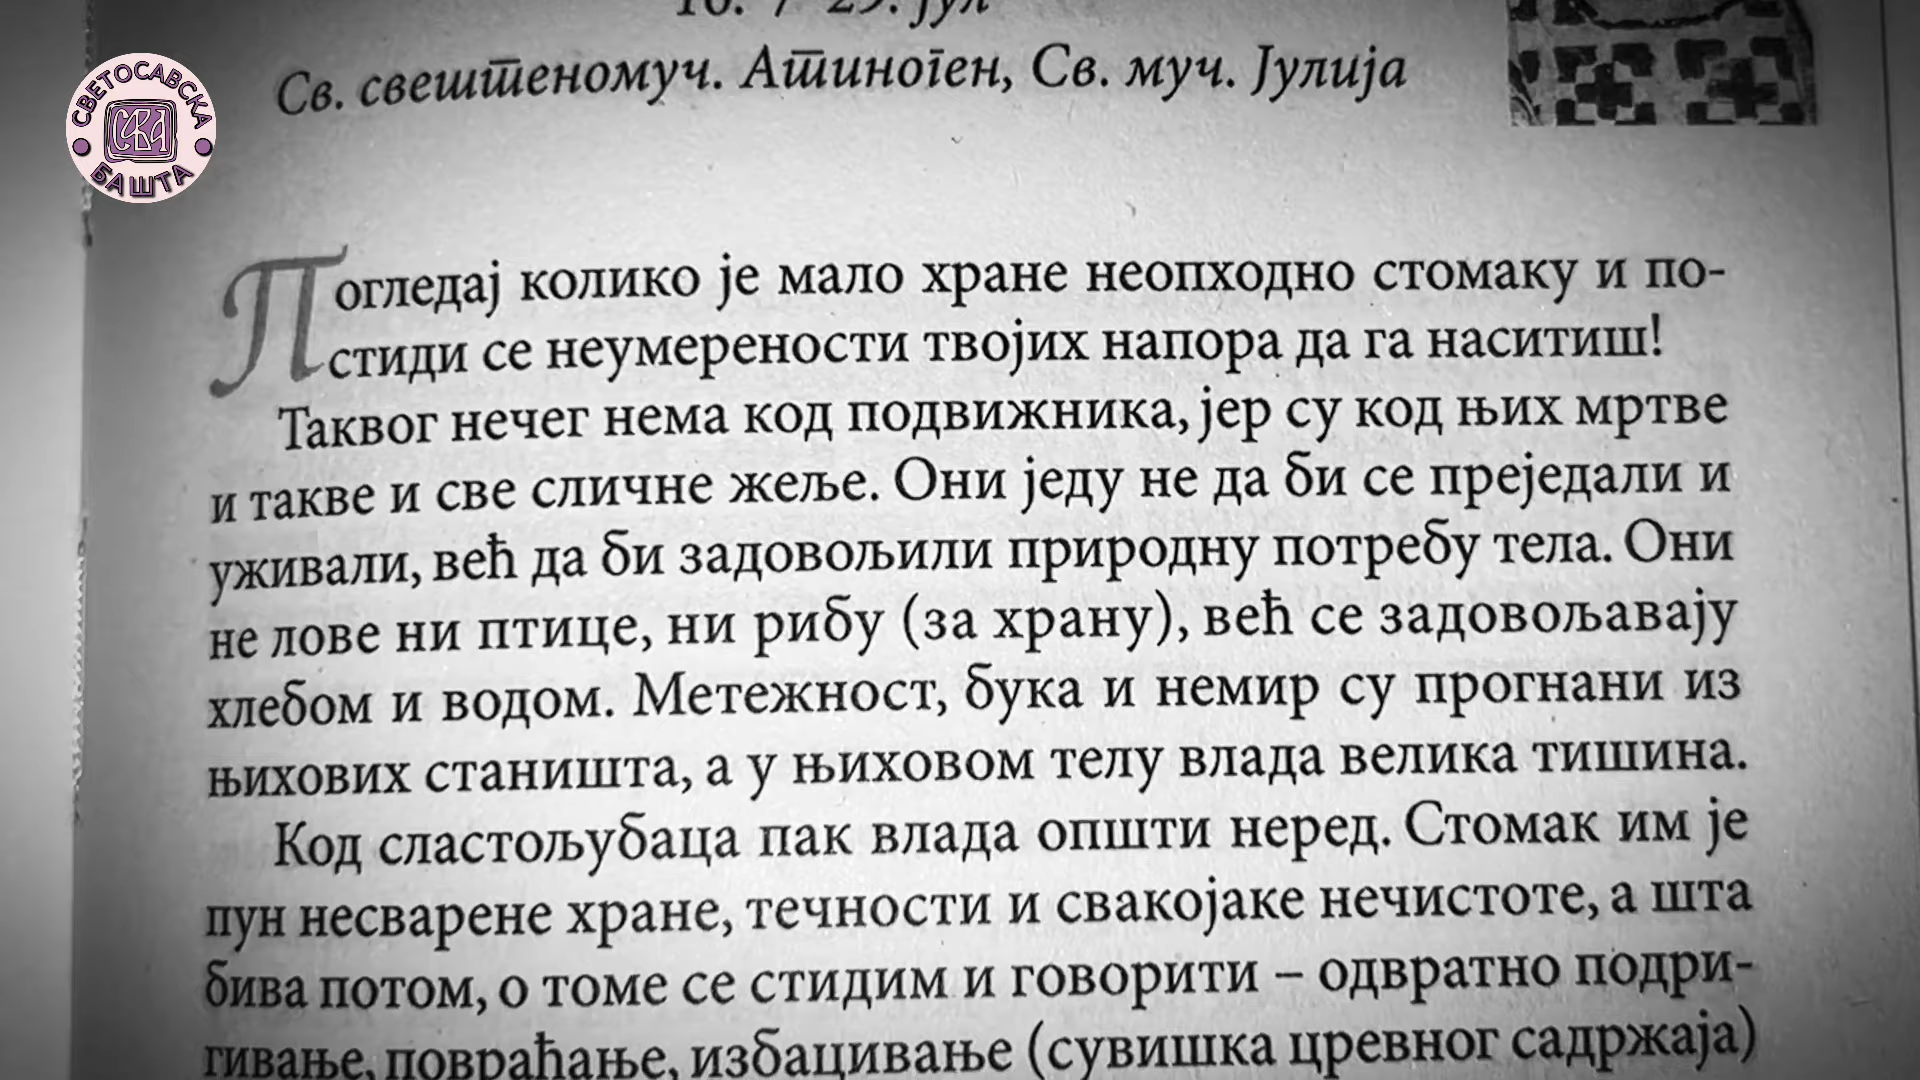 16. / 29. јул
Св. свештеномуч. Атиноген, Св. муч. Јулија
СВЕТОСАВСКА
САВА
БАШТА
Погледај колико је мало хране неопходно стомаку и по-
стиди се неумерености твојих напора да га наситиш!
Таквог нечег нема код подвижника, јер су код њих мртве
и такве и све сличне жеље. Они једу не да би се преједали и
уживали, већ да би задовољили природну потребу тела. Они
не лове ни птице, ни рибу (за храну), већ се задовољавају
хлебом и водом. Метежност, бука и немир су прогнани из
њихових станишта, а у њиховом телу влада велика тишина.
Код сластољубаца пак влада општи неред. Стомак им је
пун несварене хране, течности и свакојаке нечистоте, а шта
бива потом, о томе се стидим и говорити – одвратно подри-
гивање, повраћање, избацивање (сувишка цревног садржаја)